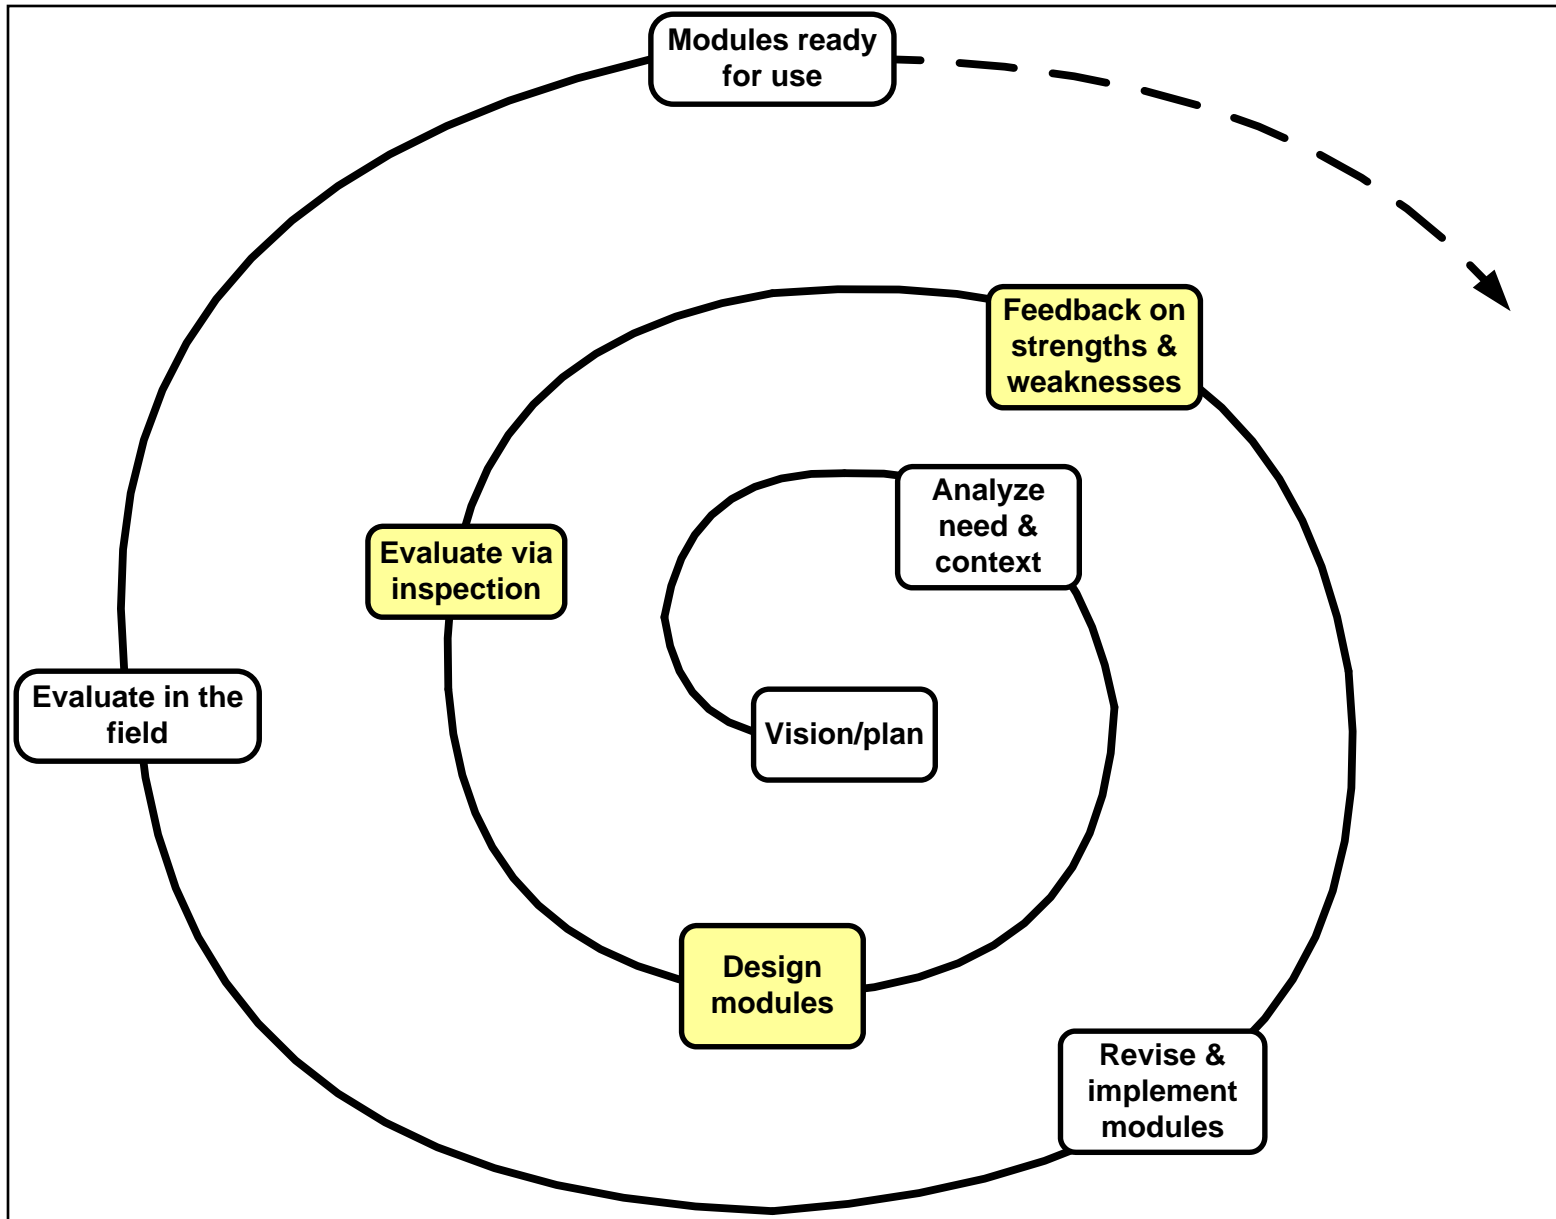 Modules ready
for use
Feedback on
strengths &
weaknesses
Analyze
need &
context
Evaluate via
inspection
Evaluate in the
field
Vision/plan
Design
modules
Revise &
implement
modules